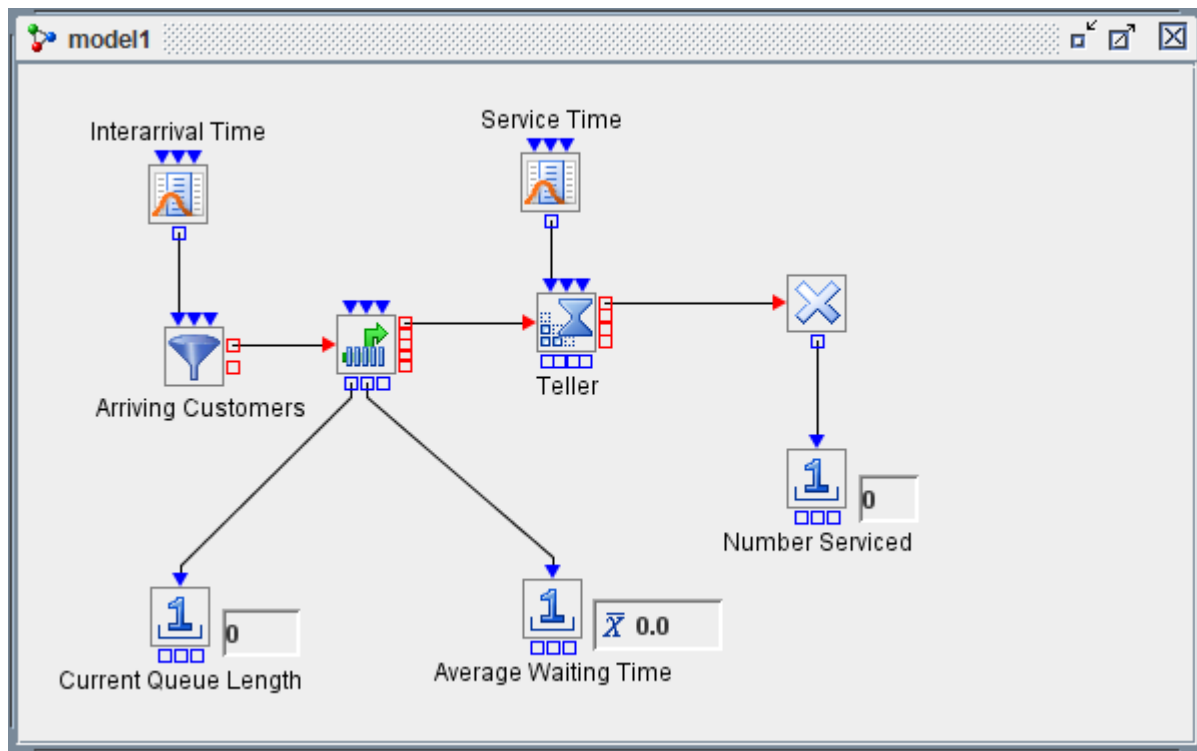 model1
Service Time
Interarrival Time
Teller
Arriving Customers
0
Number Serviced
0
X̅ 0.0
Average Waiting Time
Current Queue Length